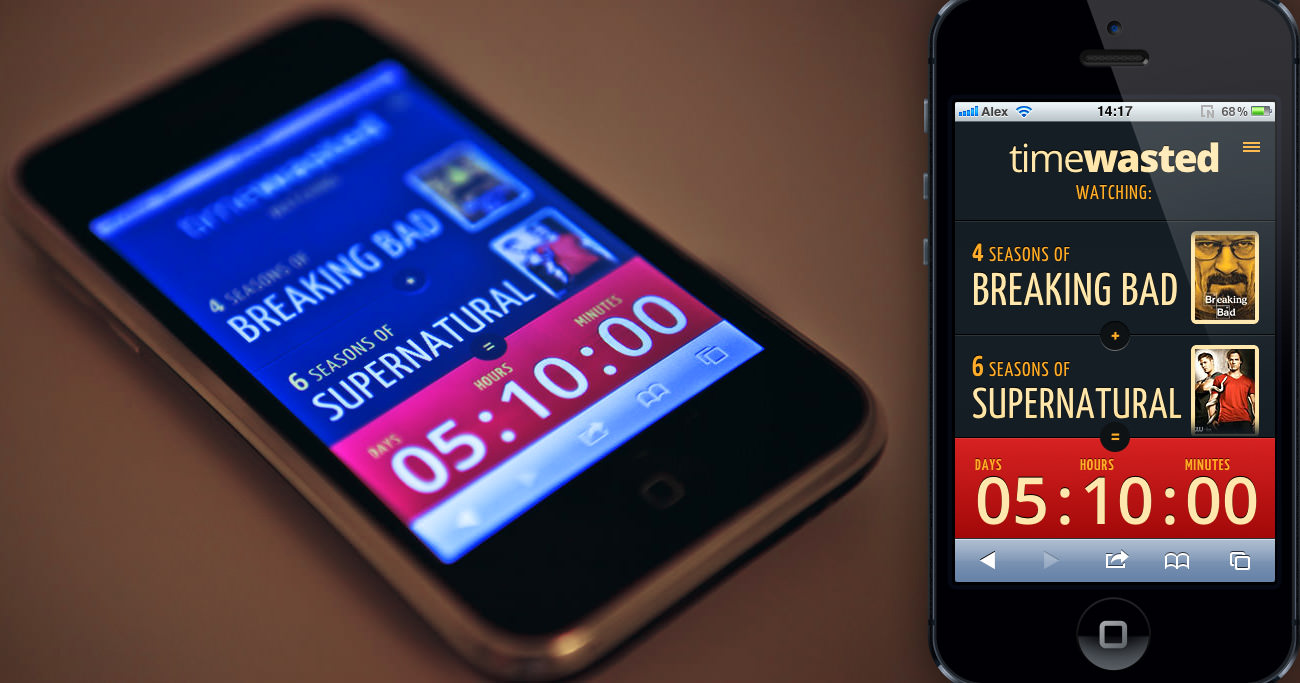 4 SEASONS OF
BREAKING BAD
+
6 SEASONS OF
SUPERNATURAL
=
DAYS HOURS MINUTES
05:10:00
Alex 14:17 68%
timewasted
WATCHING:
4 SEASONS OF
BREAKING BAD
Breaking
Bad
+
6 SEASONS OF
SUPERNATURAL
=
DAYS HOURS MINUTES
05:10:00